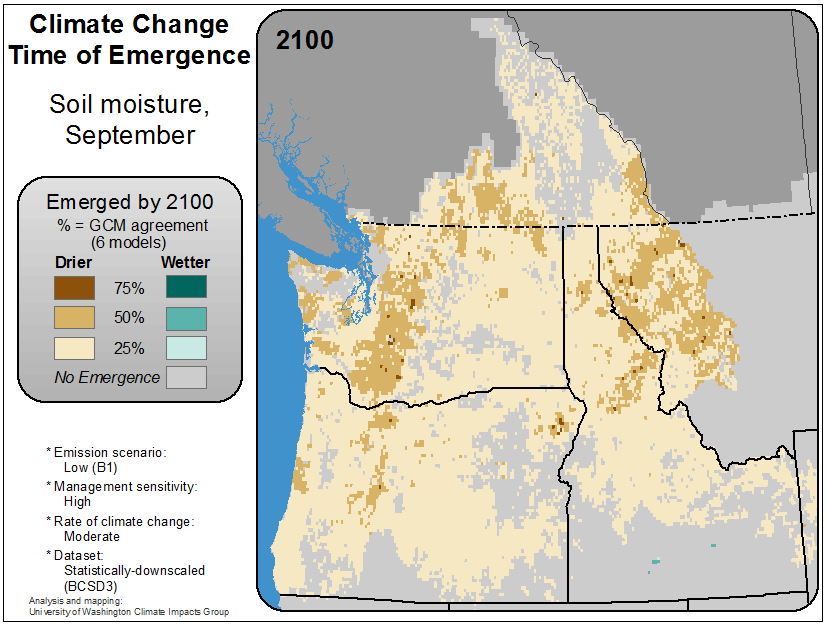 Climate Change
Time of Emergence
Soil moisture,
September
2100
Emerged by 2100
% = GCM agreement
(6 models)
Drier Wetter
75%
50%
25%
No Emergence
* Emission scenario:
Low (B1)
* Management sensitivity:
High
* Rate of climate change:
Moderate
* Dataset:
Statistically-downscaled
(BCSD3)
Analysis and mapping:
University of Washington Climate Impacts Group